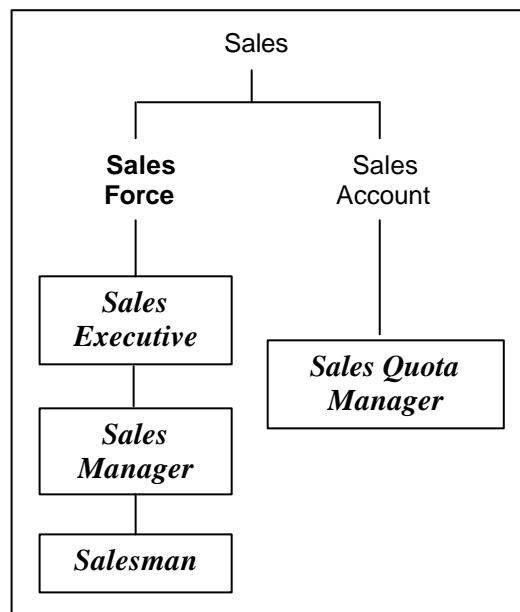 Sales
Sales
Force
Sales
Account
Sales
Executive
Sales Quota
Manager
Sales
Manager
Salesman